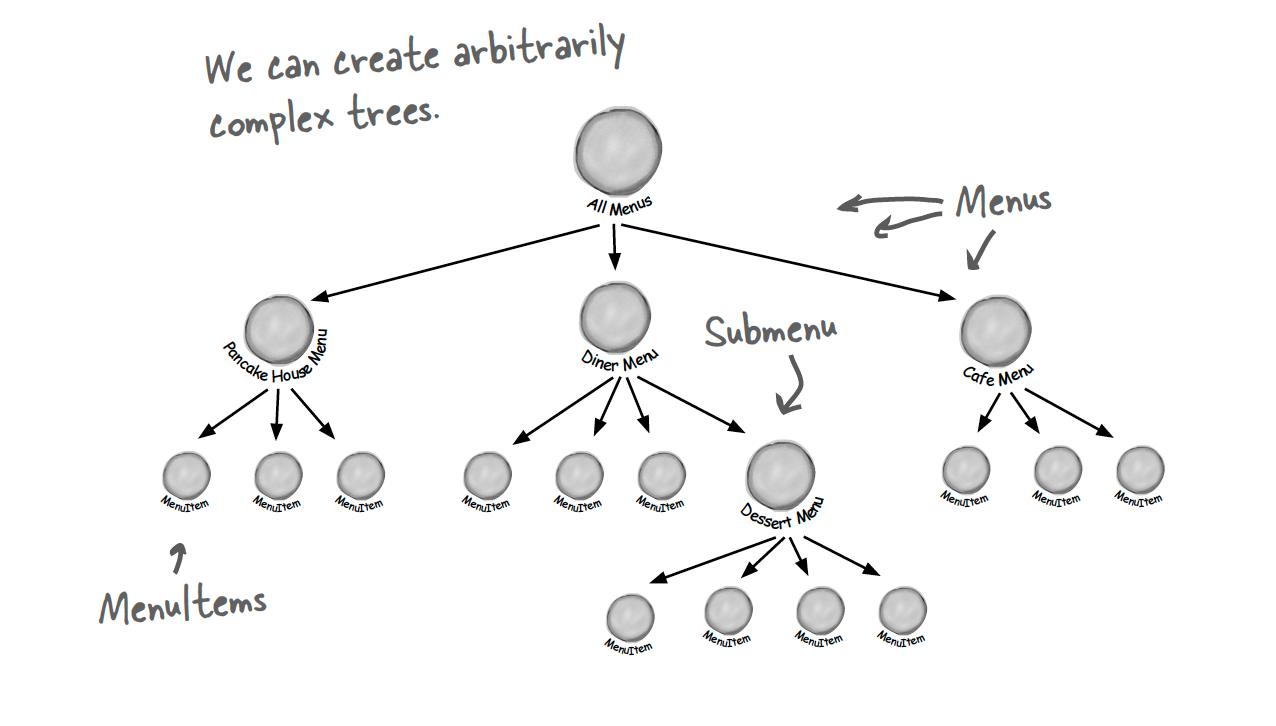 We can create arbitrarily
complex trees.
All Menus
Menus
Pancake House Menu
Diner Menu
Submenu
Cafe Menu
MenuItem
MenuItem
MenuItem
MenuItem
MenuItem
MenuItem
Dessert Menu
MenuItem
MenuItem
MenuItem
MenuItems
MenuItem
MenuItem
MenuItem
MenuItem